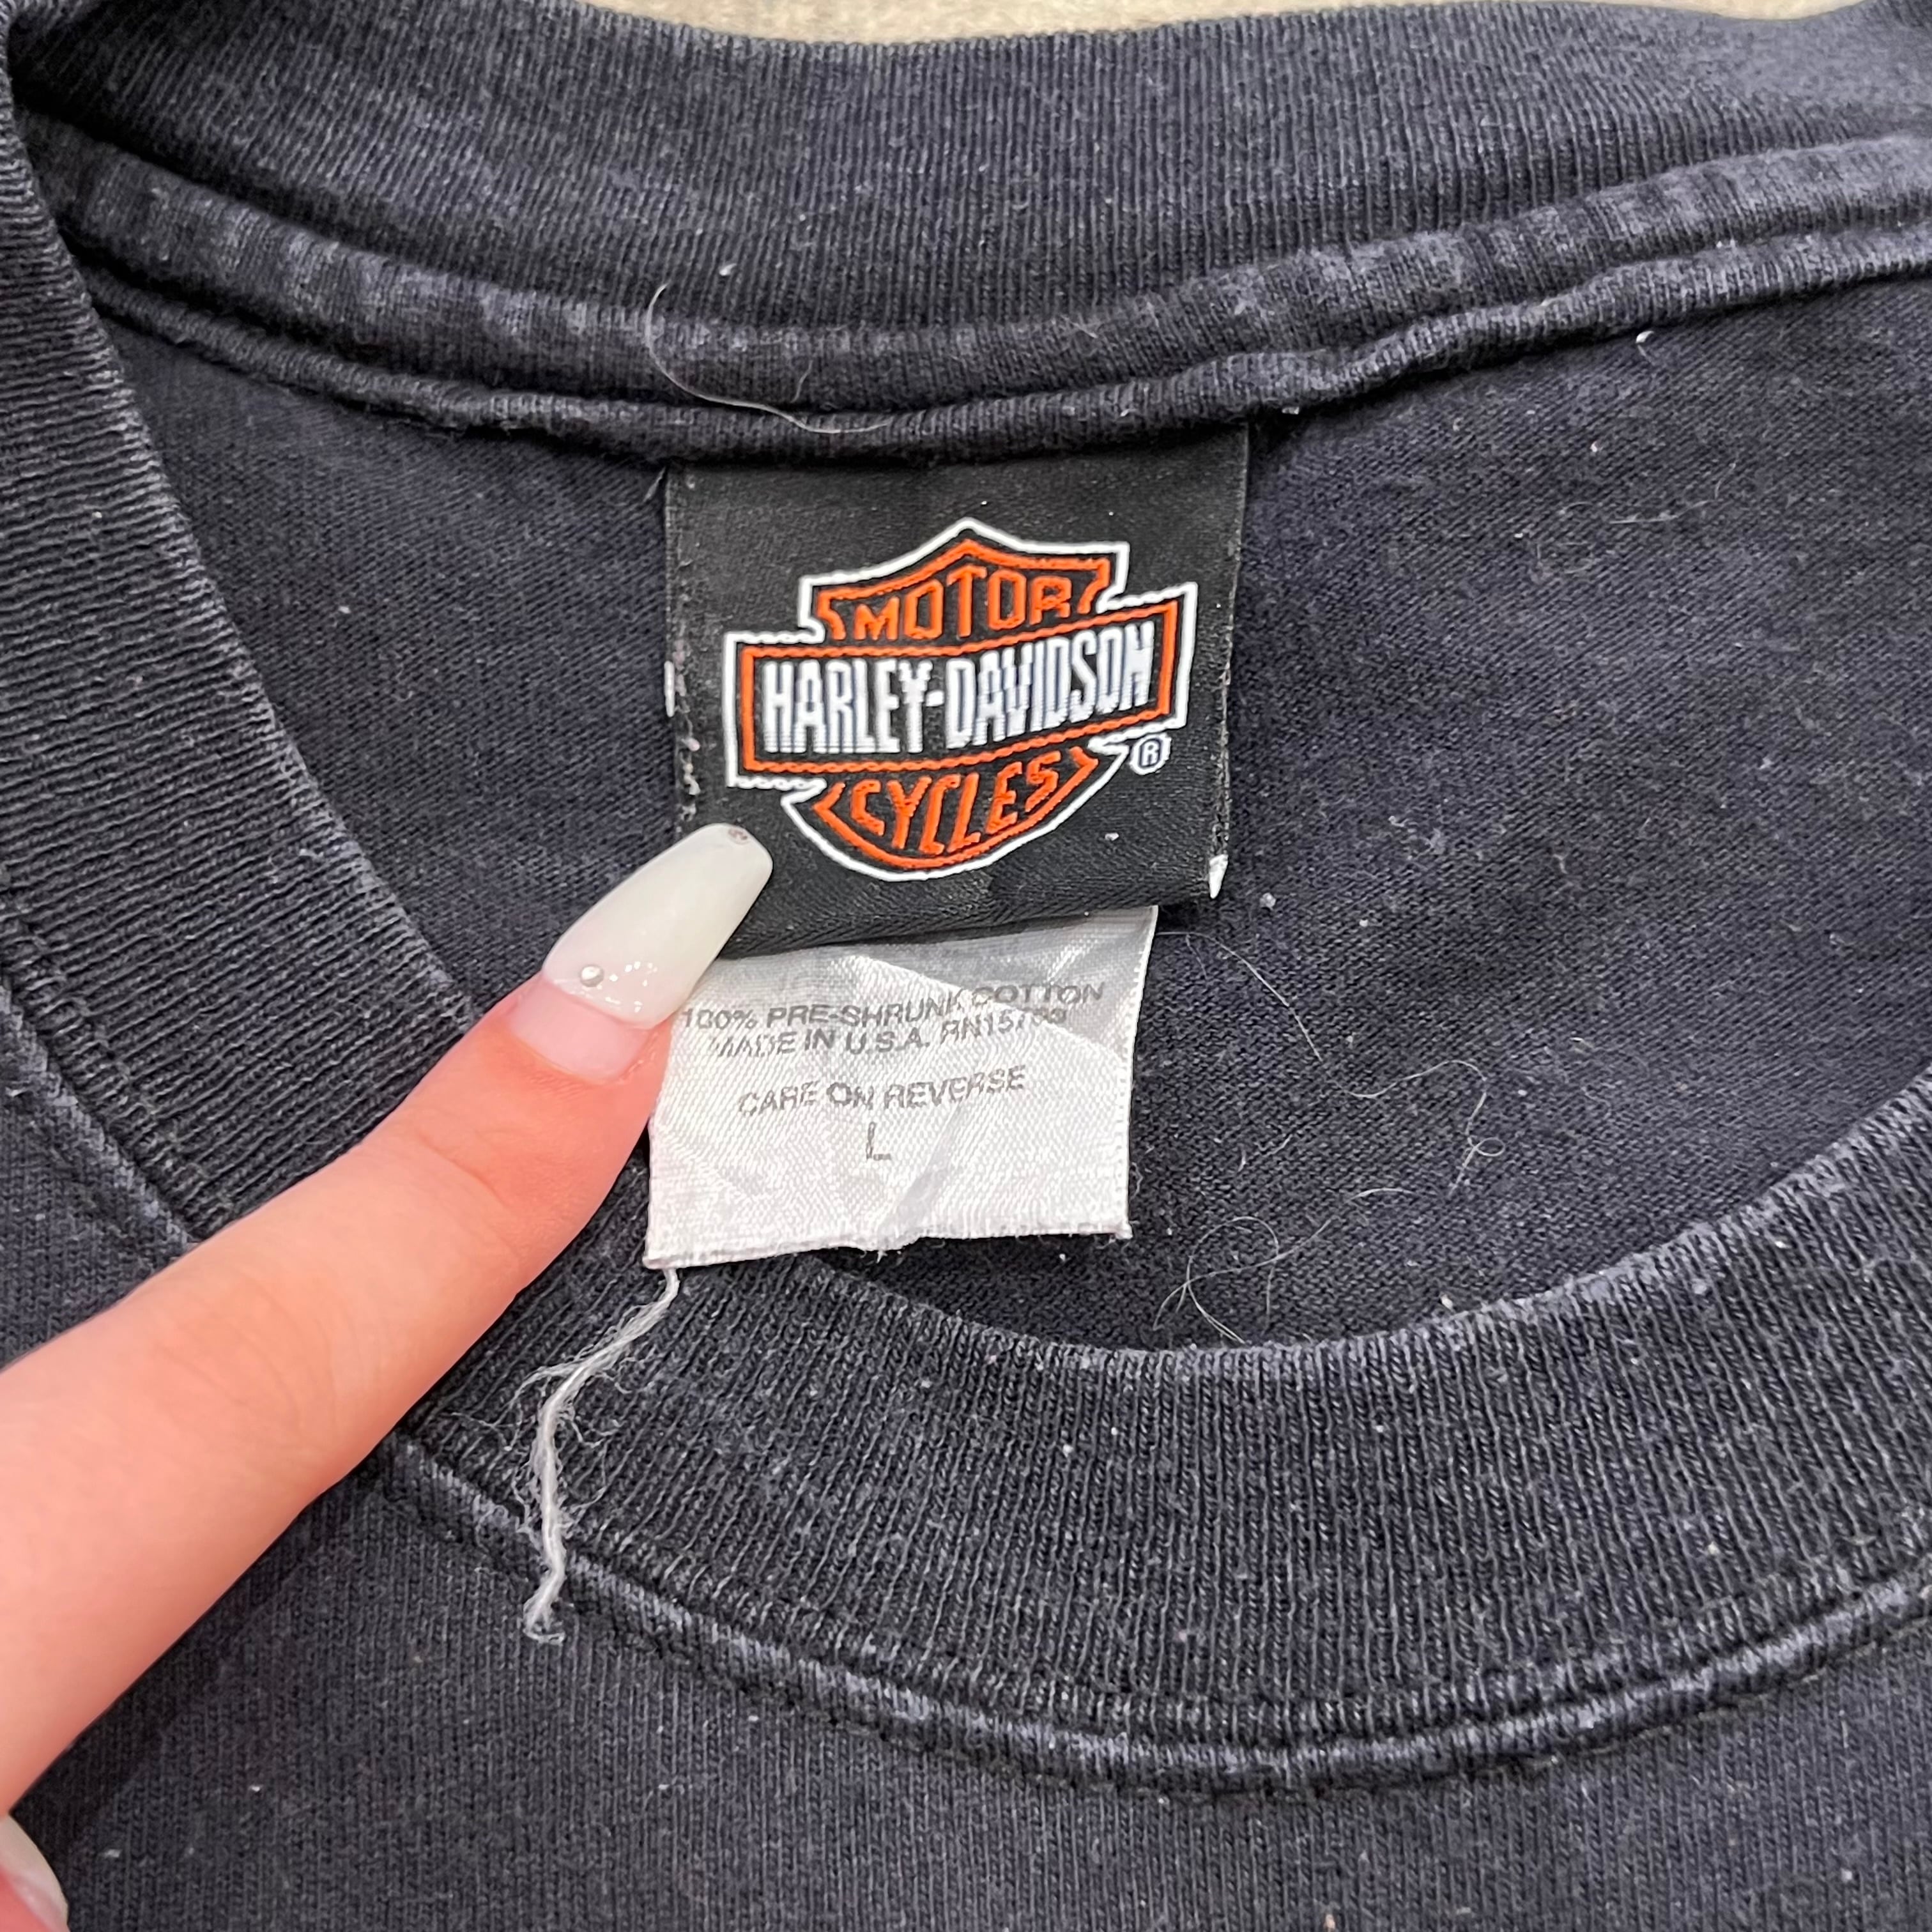 MOTOR
HARLEY-DAVIDSON
®
CYCLES
100% PRE-SHRUNK COTTON
MADE IN U.S.A.
CARE ON REVERSE
L